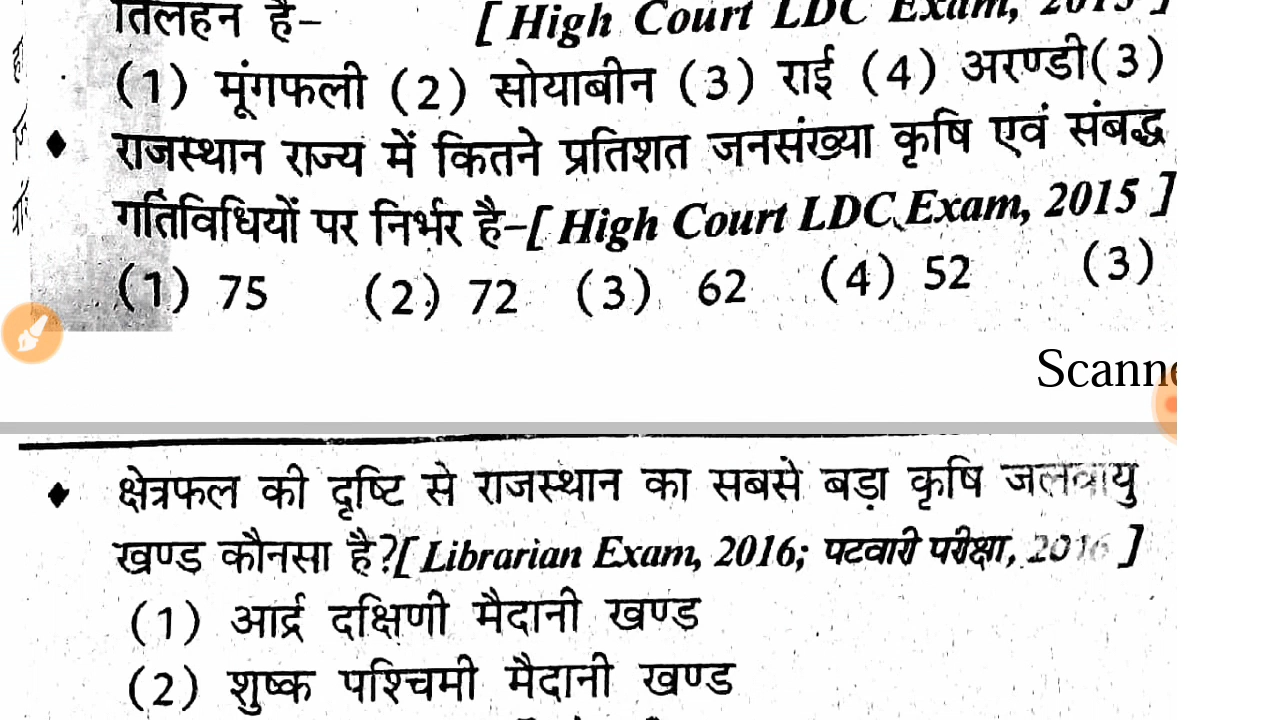 तिलहन है– [ High Court LDC Exam, 2015 ]
(1) मूंगफली (2) सोयाबीन (3) राई (4) अरण्डी(3)
♦ राजस्थान राज्य में कितने प्रतिशत जनसंख्या कृषि एवं संबद्ध
गतिविधियों पर निर्भर है–[ High Court LDC Exam, 2015 ]
(1) 75 (2) 72 (3) 62 (4) 52 (3)
Scanne
♦ क्षेत्रफल की दृष्टि से राजस्थान का सबसे बड़ा कृषि जलवायु
खण्ड कौनसा है?[ Librarian Exam, 2016; पटवारी परीक्षा, 2016 ]
(1) आर्द्र दक्षिणी मैदानी खण्ड
(2) शुष्क पश्चिमी मैदानी खण्ड